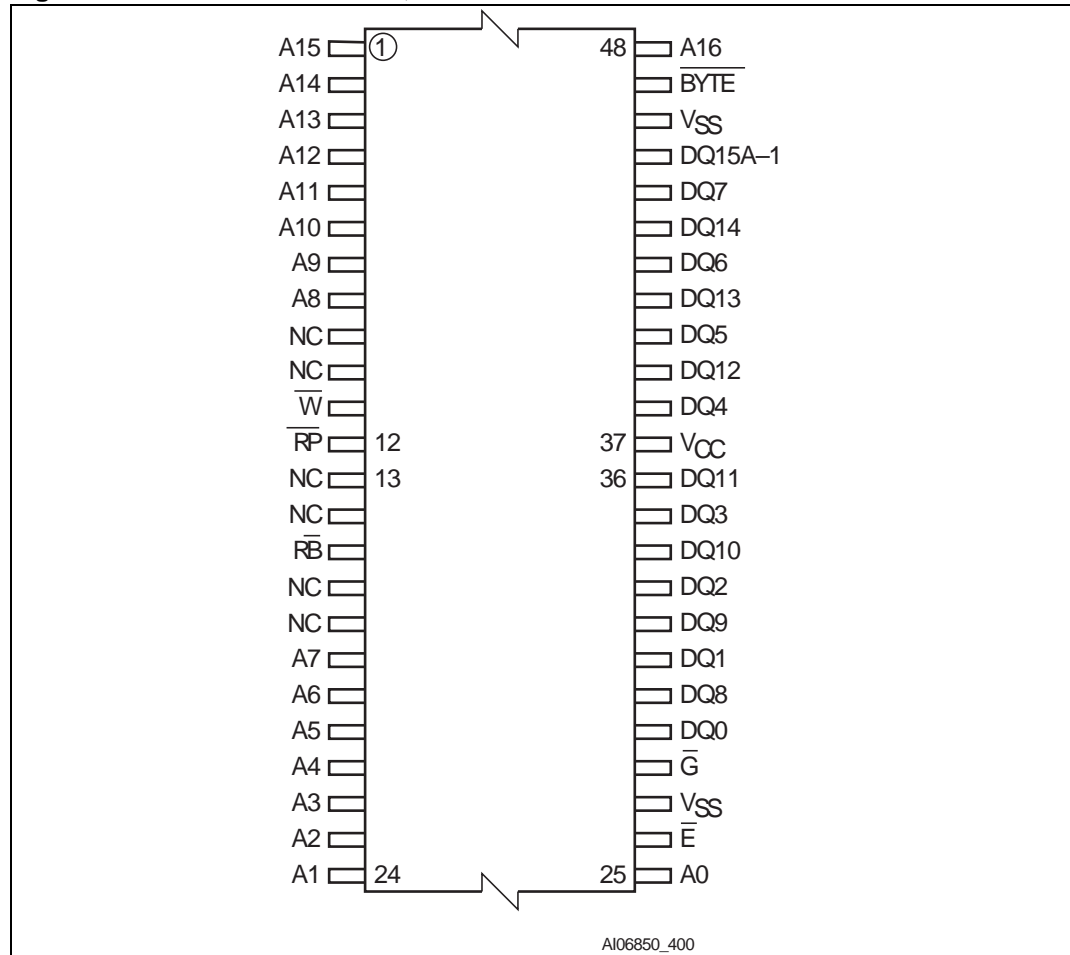 A15 1 48 A16
A14 B̅Y̅T̅E̅
A13 VSS
A12 DQ15A–1
A11 DQ7
A10 DQ14
A9 DQ6
A8 DQ13
NC DQ5
NC DQ12
W̅ DQ4
R̅P̅ 12 37 VCC
NC 13 36 DQ11
NC DQ3
RB̅ DQ10
NC DQ2
NC DQ9
A7 DQ1
A6 DQ8
A5 DQ0
A4 G̅
A3 VSS
A2 E̅
A1 24 25 A0
AI06850_400